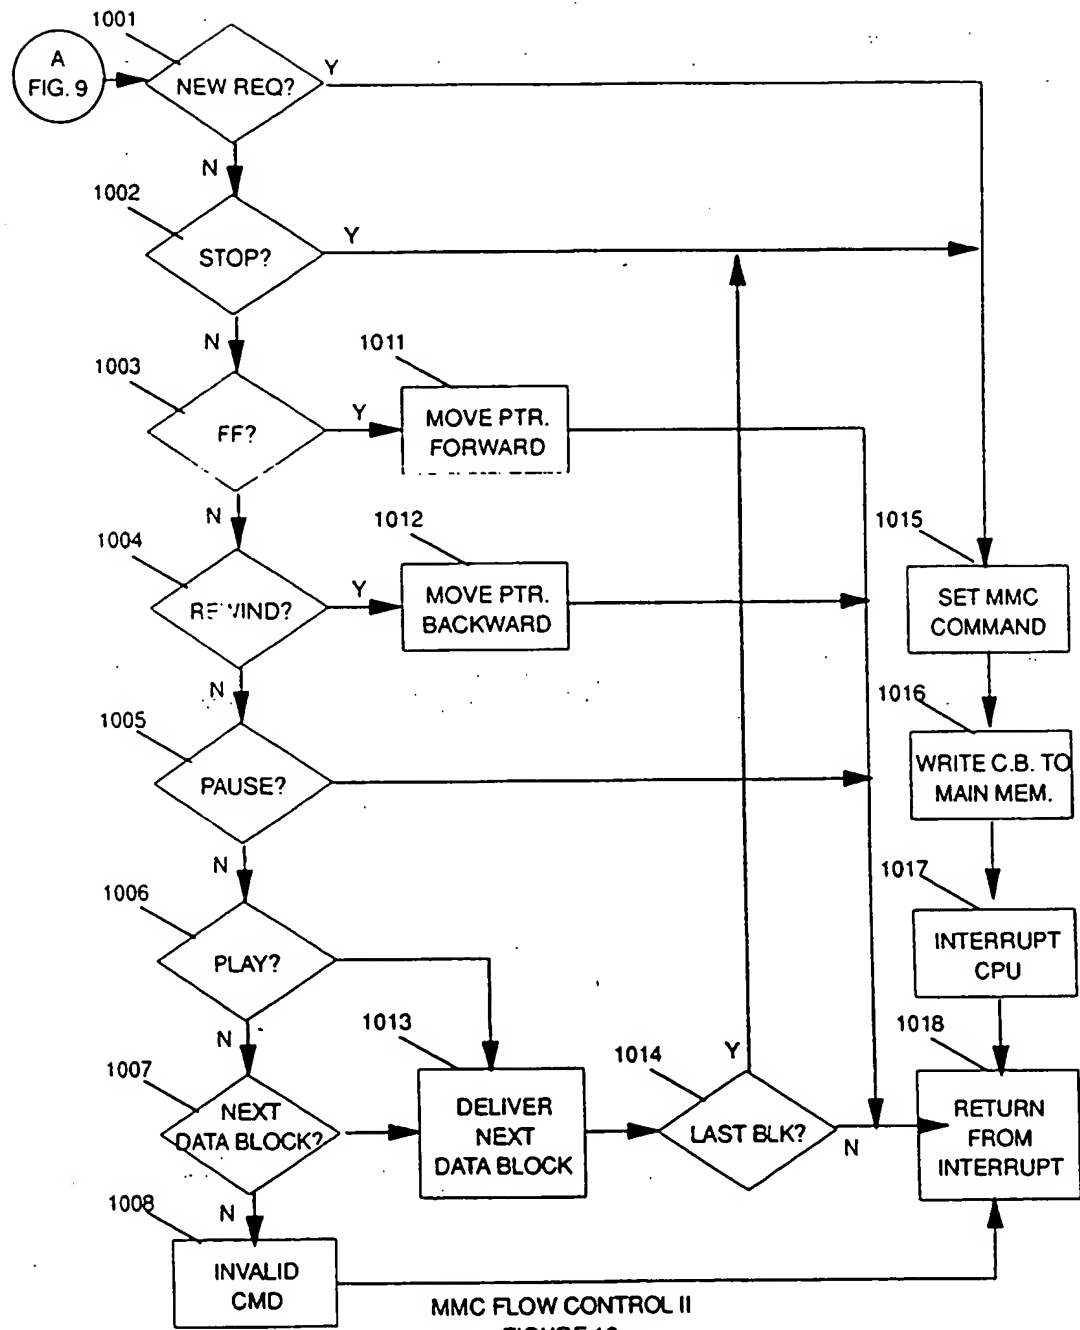 1001
A
FIG. 9
NEW REQ?
Y
N
1002
STOP?
Y
N
1003
1011
FF?
Y
MOVE PTR.
FORWARD
N
1004
1012
REWIND?
Y
MOVE PTR.
BACKWARD
1015
SET MMC
COMMAND
N
1005
1016
PAUSE?
WRITE C.B. TO
MAIN MEM.
N
1006
1017
PLAY?
INTERRUPT
CPU
N
1013
1014
Y
1018
1007
NEXT
DATA BLOCK?
DELIVER
NEXT
DATA BLOCK
LAST BLK?
N
RETURN
FROM
INTERRUPT
N
1008
INVALID
CMD
MMC FLOW CONTROL II